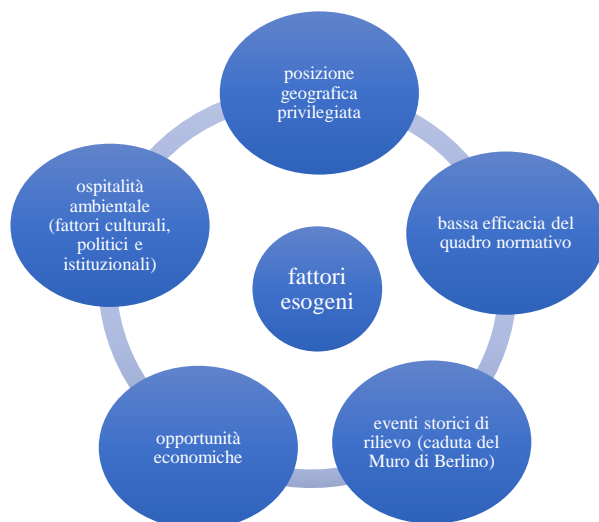 posizione
geografica
privilegiata
bassa efficacia del
quadro normativo
eventi storici di
rilievo (caduta del
Muro di Berlino)
opportunità
economiche
ospitalità
ambientale
(fattori culturali,
politici e
istituzionali)
fattori
esogeni